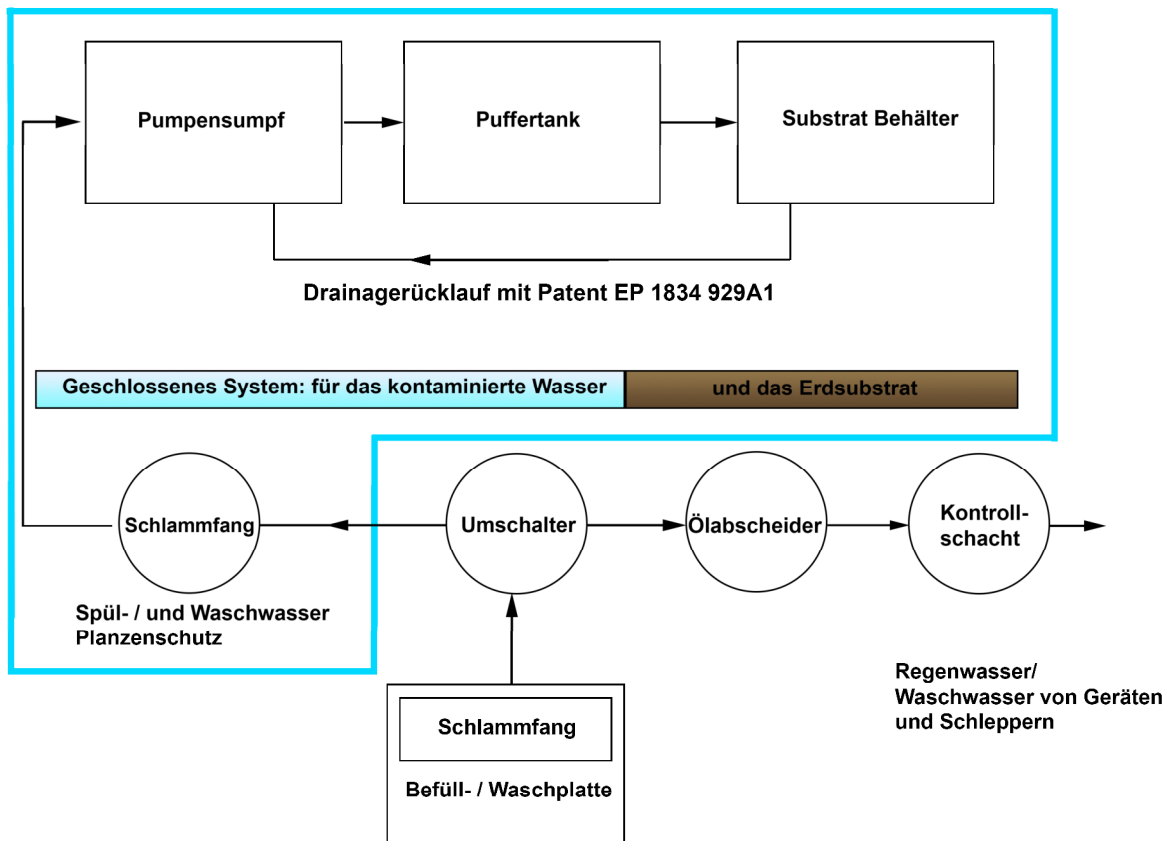 Pumpensumpf
Puffertank
Substrat Behälter
Drainagerücklauf mit Patent EP 1834 929A1
Geschlossenes System: für das kontaminierte Wasser
und das Erdsubstrat
Schlammfang
Umschalter
Ölabscheider
Kontroll-
schacht
Spül- / und Waschwasser
Planzenschutz
Regenwasser/
Waschwasser von Geräten
und Schleppern
Schlammfang
Befüll- / Waschplatte